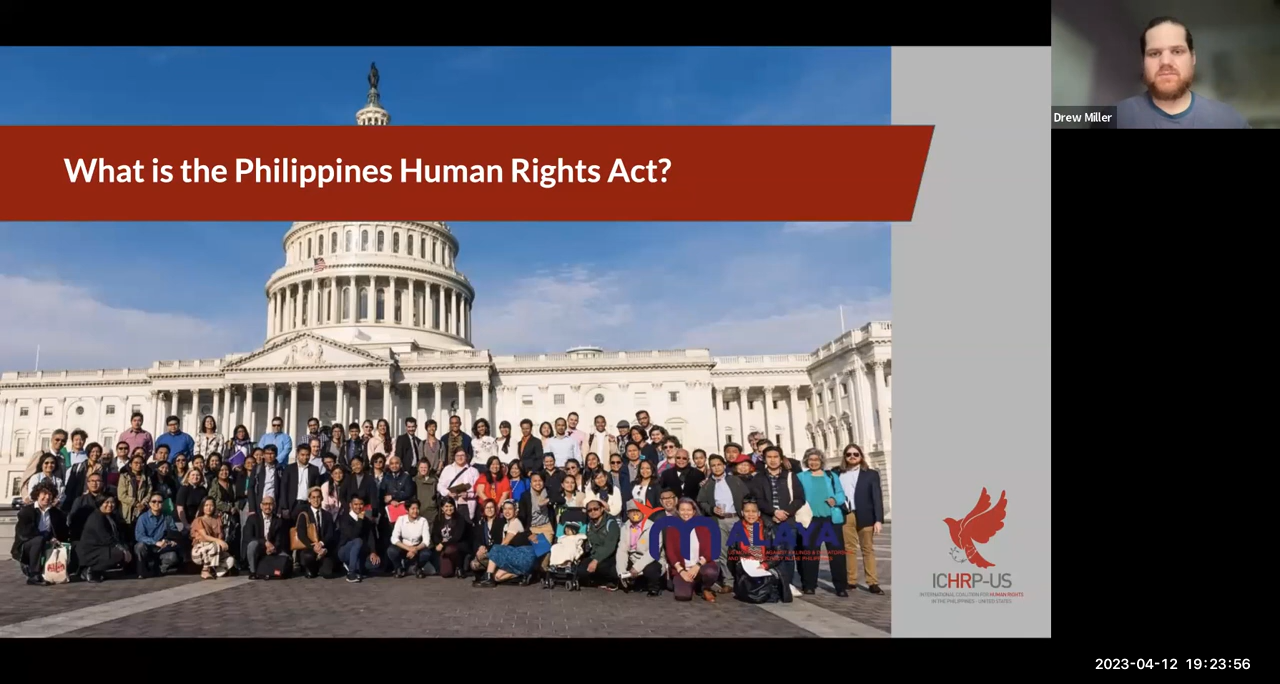 What is the Philippines Human Rights Act?
Drew Miller
MALAYA
ICHRP-US
INTERNATIONAL COALITION FOR HUMAN RIGHTS
IN THE PHILIPPINES - UNITED STATES
2023-04-12 19:23:56